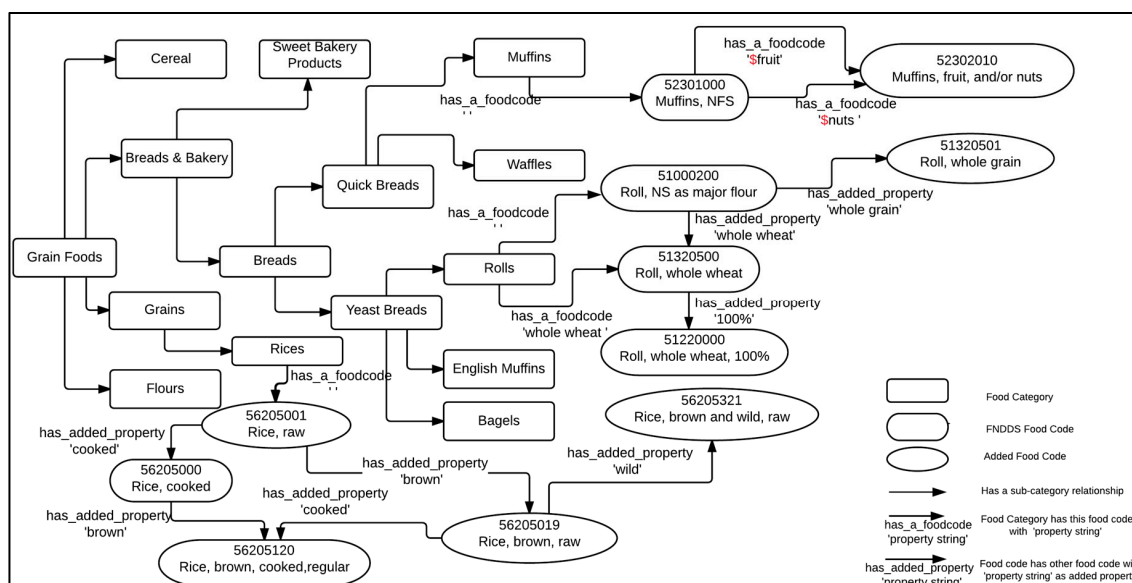 'cooked'
Cereal
Sweet Bakery
Products
Muffins
has_a_foodcode
'$fruit'
52301000
Muffins, NFS
52302010
Muffins, fruit, and/or nuts
has_a_foodcode
' '
has_a_foodcode
'$nuts '
Breads & Bakery
Quick Breads
Waffles
51320501
Roll, whole grain
51000200
Roll, NS as major flour
has_added_property
'whole grain'
has_a_foodcode
' '
has_added_property
'whole wheat'
Grain Foods
Breads
Rolls
51320500
Roll, whole wheat
Grains
Yeast Breads
has_a_foodcode
'whole wheat '
has_added_property
'100%'
51220000
Roll, whole wheat, 100%
Rices
English Muffins
Flours
has_a_foodcode
' '
Bagels
56205321
Rice, brown and wild, raw
56205001
Rice, raw
has_added_property
'cooked'
56205000
Rice, cooked
has_added_property
'brown'
has_added_property
'wild'
has_added_property
'brown'
has_added_property
'cooked'
56205019
Rice, brown, raw
56205120
Rice, brown, cooked,regular
Food Category
FNDDS Food Code
Added Food Code
Has a sub-category relationship
has_a_foodcode
'property string'
Food Category has this food code
with 'property string'
has_added_property
'property string'
Food code has other food code wi
'property string' as added propert